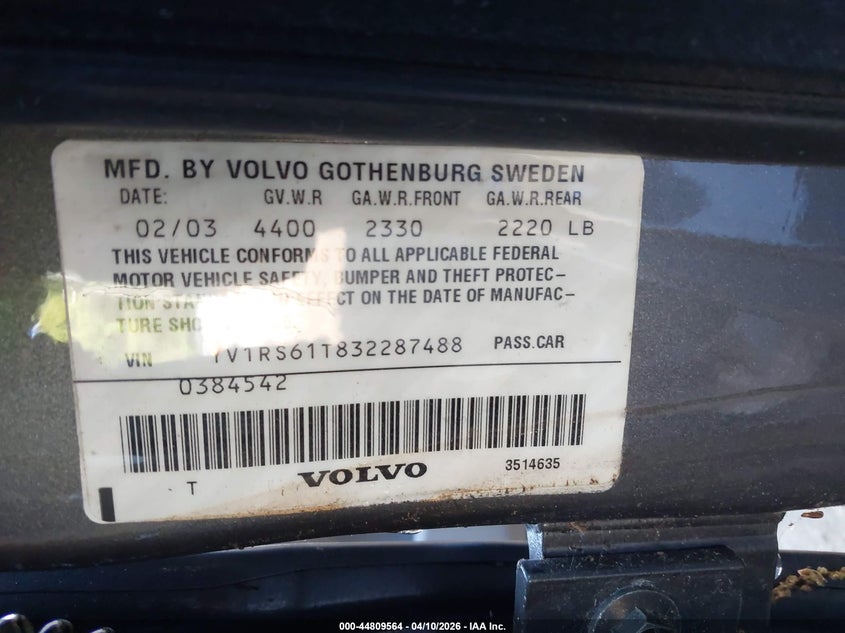 MFD. BY VOLVO GOTHENBURG SWEDEN
DATE: GV.W.R GA.W.R.FRONT GA.W.R.REAR
02/03 4400 2330 2220 LB
THIS VEHICLE CONFORMS TO ALL APPLICABLE FEDERAL
MOTOR VEHICLE SAFETY, BUMPER AND THEFT PROTEC-
TION IN EFFECT ON THE DATE OF MANUFAC-
TURE
VIN YV1RS61T832287488 PASS.CAR
0384542
T VOLVO 3514635
000-44809564 - 04/10/2026 - IAA Inc.